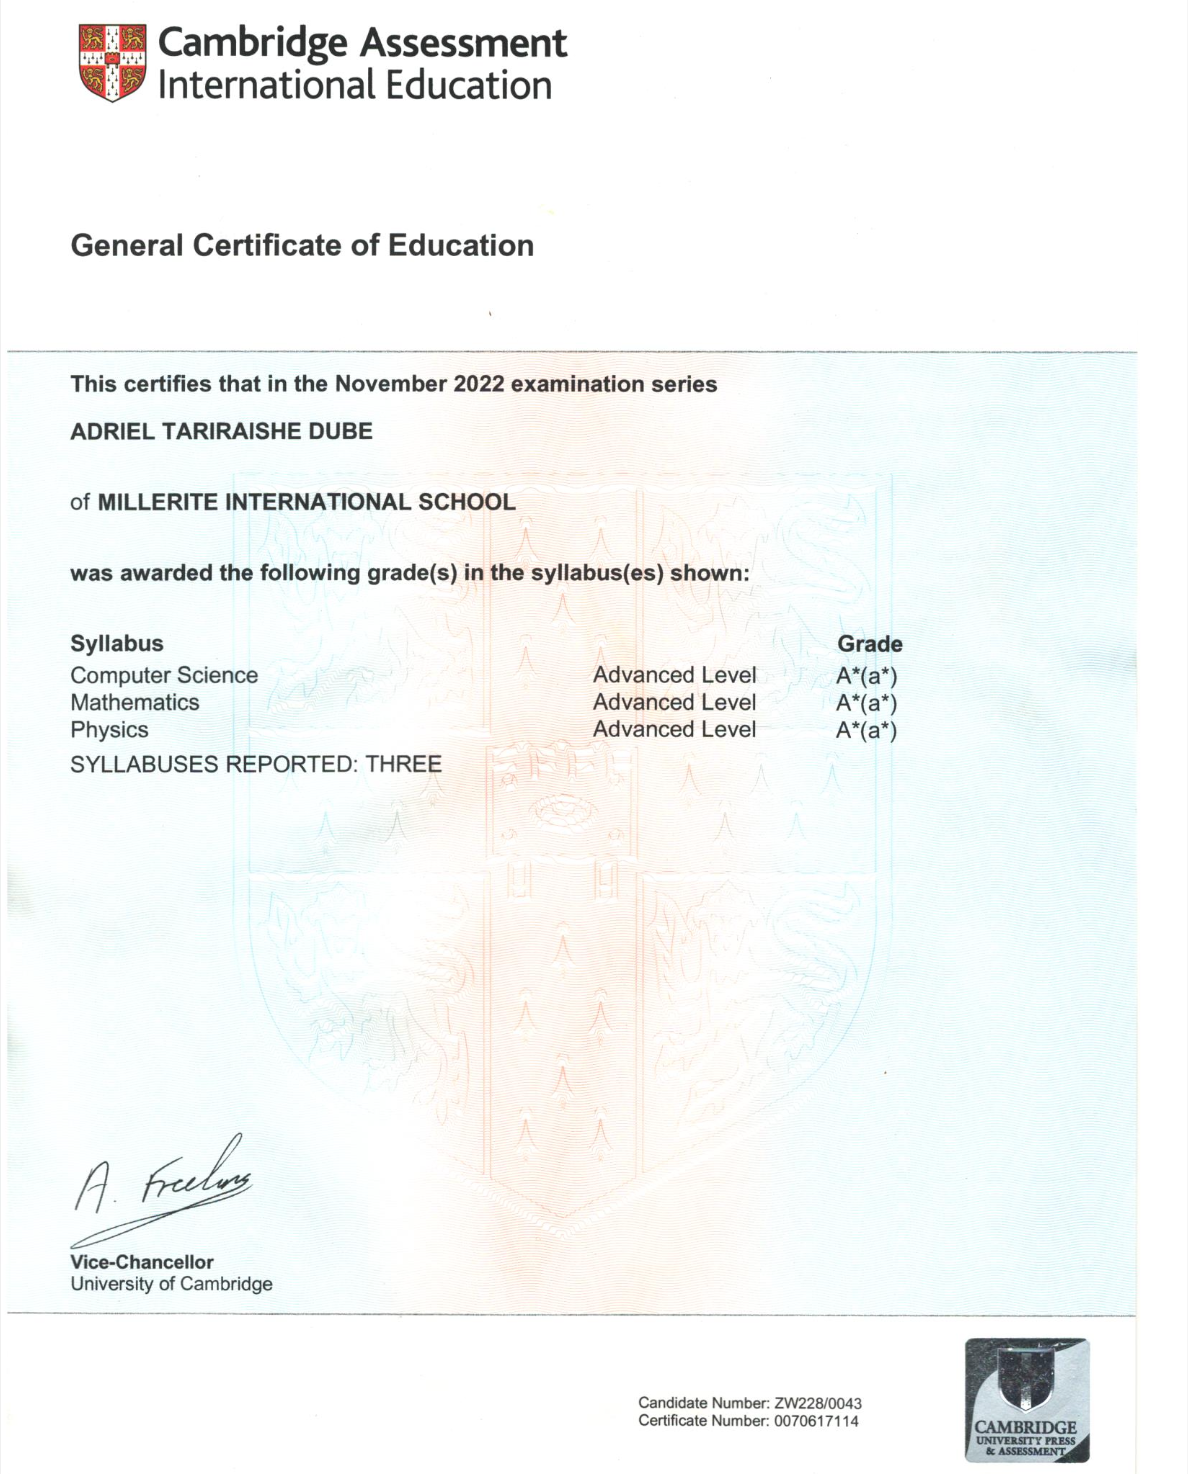 Cambridge Assessment
International Education
General Certificate of Education
This certifies that in the November 2022 examination series
ADRIEL TARIRAISHE DUBE
of MILLERITE INTERNATIONAL SCHOOL
was awarded the following grade(s) in the syllabus(es) shown:
Syllabus Grade
Computer Science Advanced Level A*(a*)
Mathematics Advanced Level A*(a*)
Physics Advanced Level A*(a*)
SYLLABUSES REPORTED: THREE
A. Freeling
Vice-Chancellor
University of Cambridge
Candidate Number: ZW228/0043
Certificate Number: 0070617114
CAMBRIDGE
UNIVERSITY PRESS
& ASSESSMENT